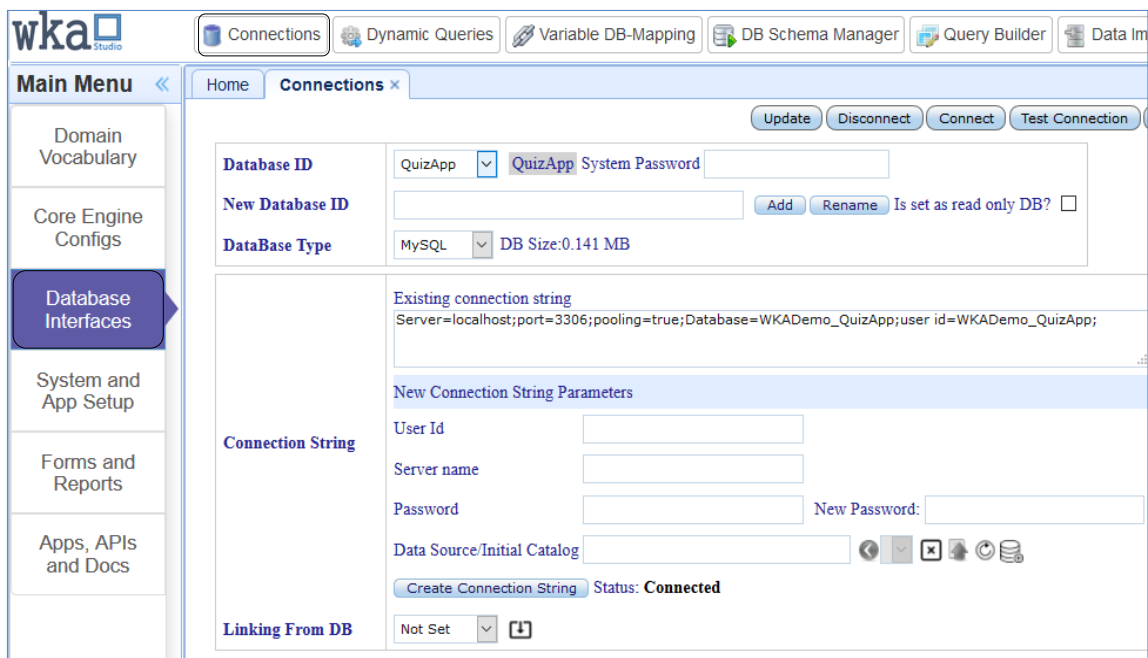 wka Studio
Connections Dynamic Queries Variable DB-Mapping DB Schema Manager Query Builder Data Im
Main Menu «
Home Connections ×
Update Disconnect Connect Test Connection
Domain
Vocabulary
Core Engine
Configs
Database
Interfaces
System and
App Setup
Forms and
Reports
Apps, APIs
and Docs
Database ID QuizApp QuizApp System Password
New Database ID Add Rename Is set as read only DB?
DataBase Type MySQL DB Size:0.141 MB
Existing connection string
Server=localhost;port=3306;pooling=true;Database=WKADemo_QuizApp;user id=WKADemo_QuizApp;
New Connection String Parameters
Connection String
User Id
Server name
Password New Password:
Data Source/Initial Catalog
Create Connection String Status: Connected
Linking From DB Not Set